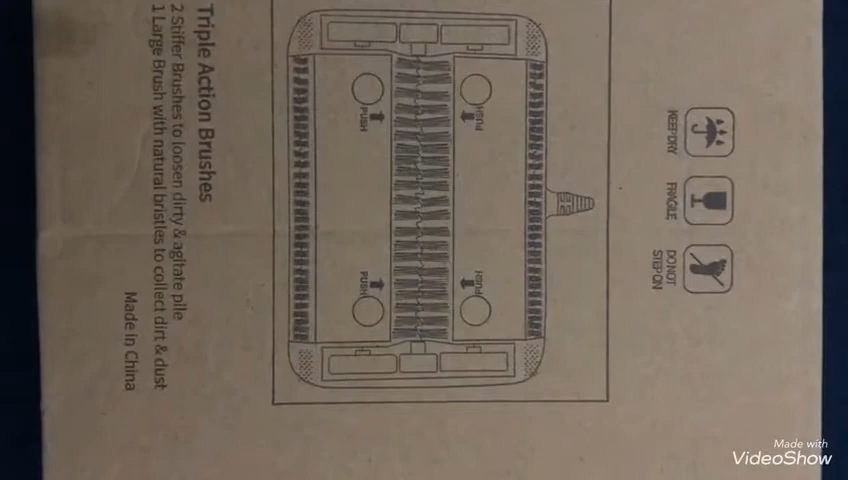 KEEP DRY
FRAGILE
DO NOT
STEP ON
PUSH
PUSH
PUSH
PUSH
Triple Action Brushes
2 Stiffer Brushes to loosen dirty & agitate pile
1 Large Brush with natural bristles to collect dirt & dust
Made in China
Made with
VideoShow